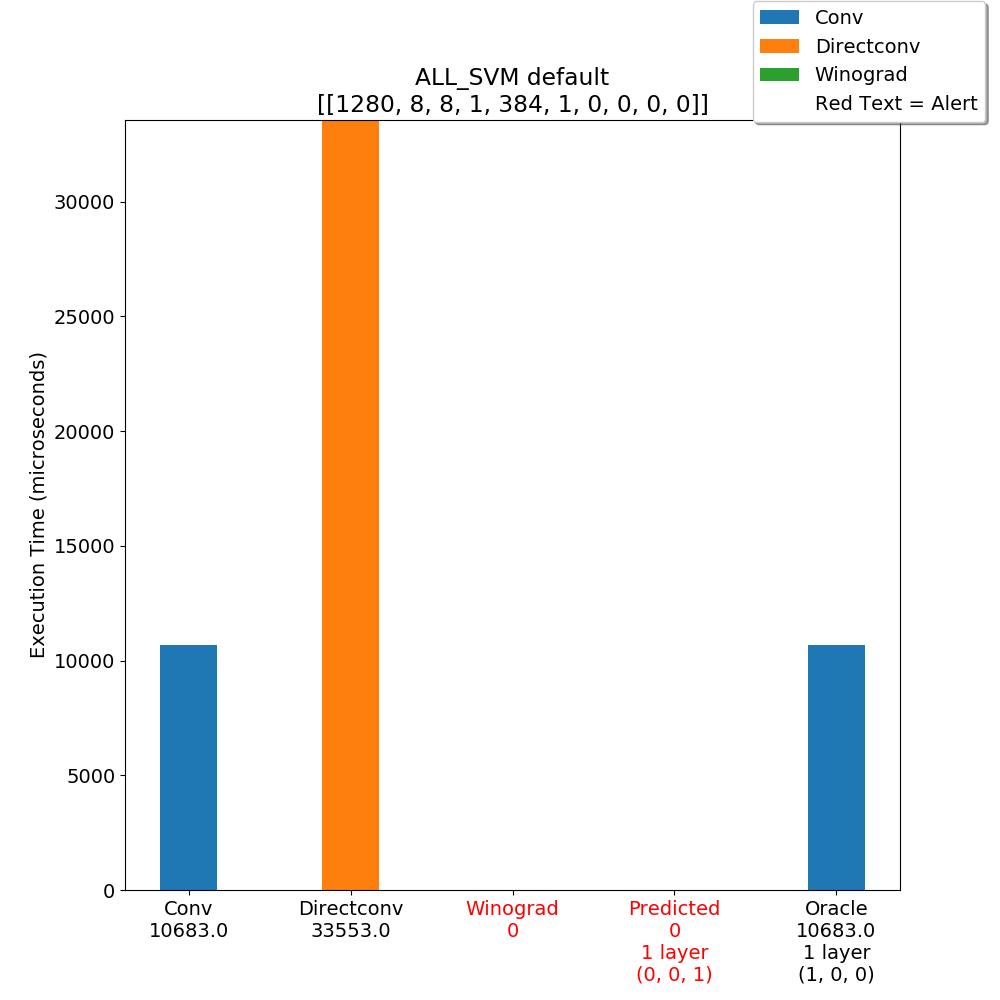 Conv
Directconv
Winograd
Red Text = Alert
ALL_SVM default
[[1280, 8, 8, 1, 384, 1, 0, 0, 0, 0]]
Execution Time (microseconds)
30000
25000
20000
15000
10000
5000
0
Conv
10683.0
Directconv
33553.0
Winograd
0
Predicted
0
1 layer
(0, 0, 1)
Oracle
10683.0
1 layer
(1, 0, 0)